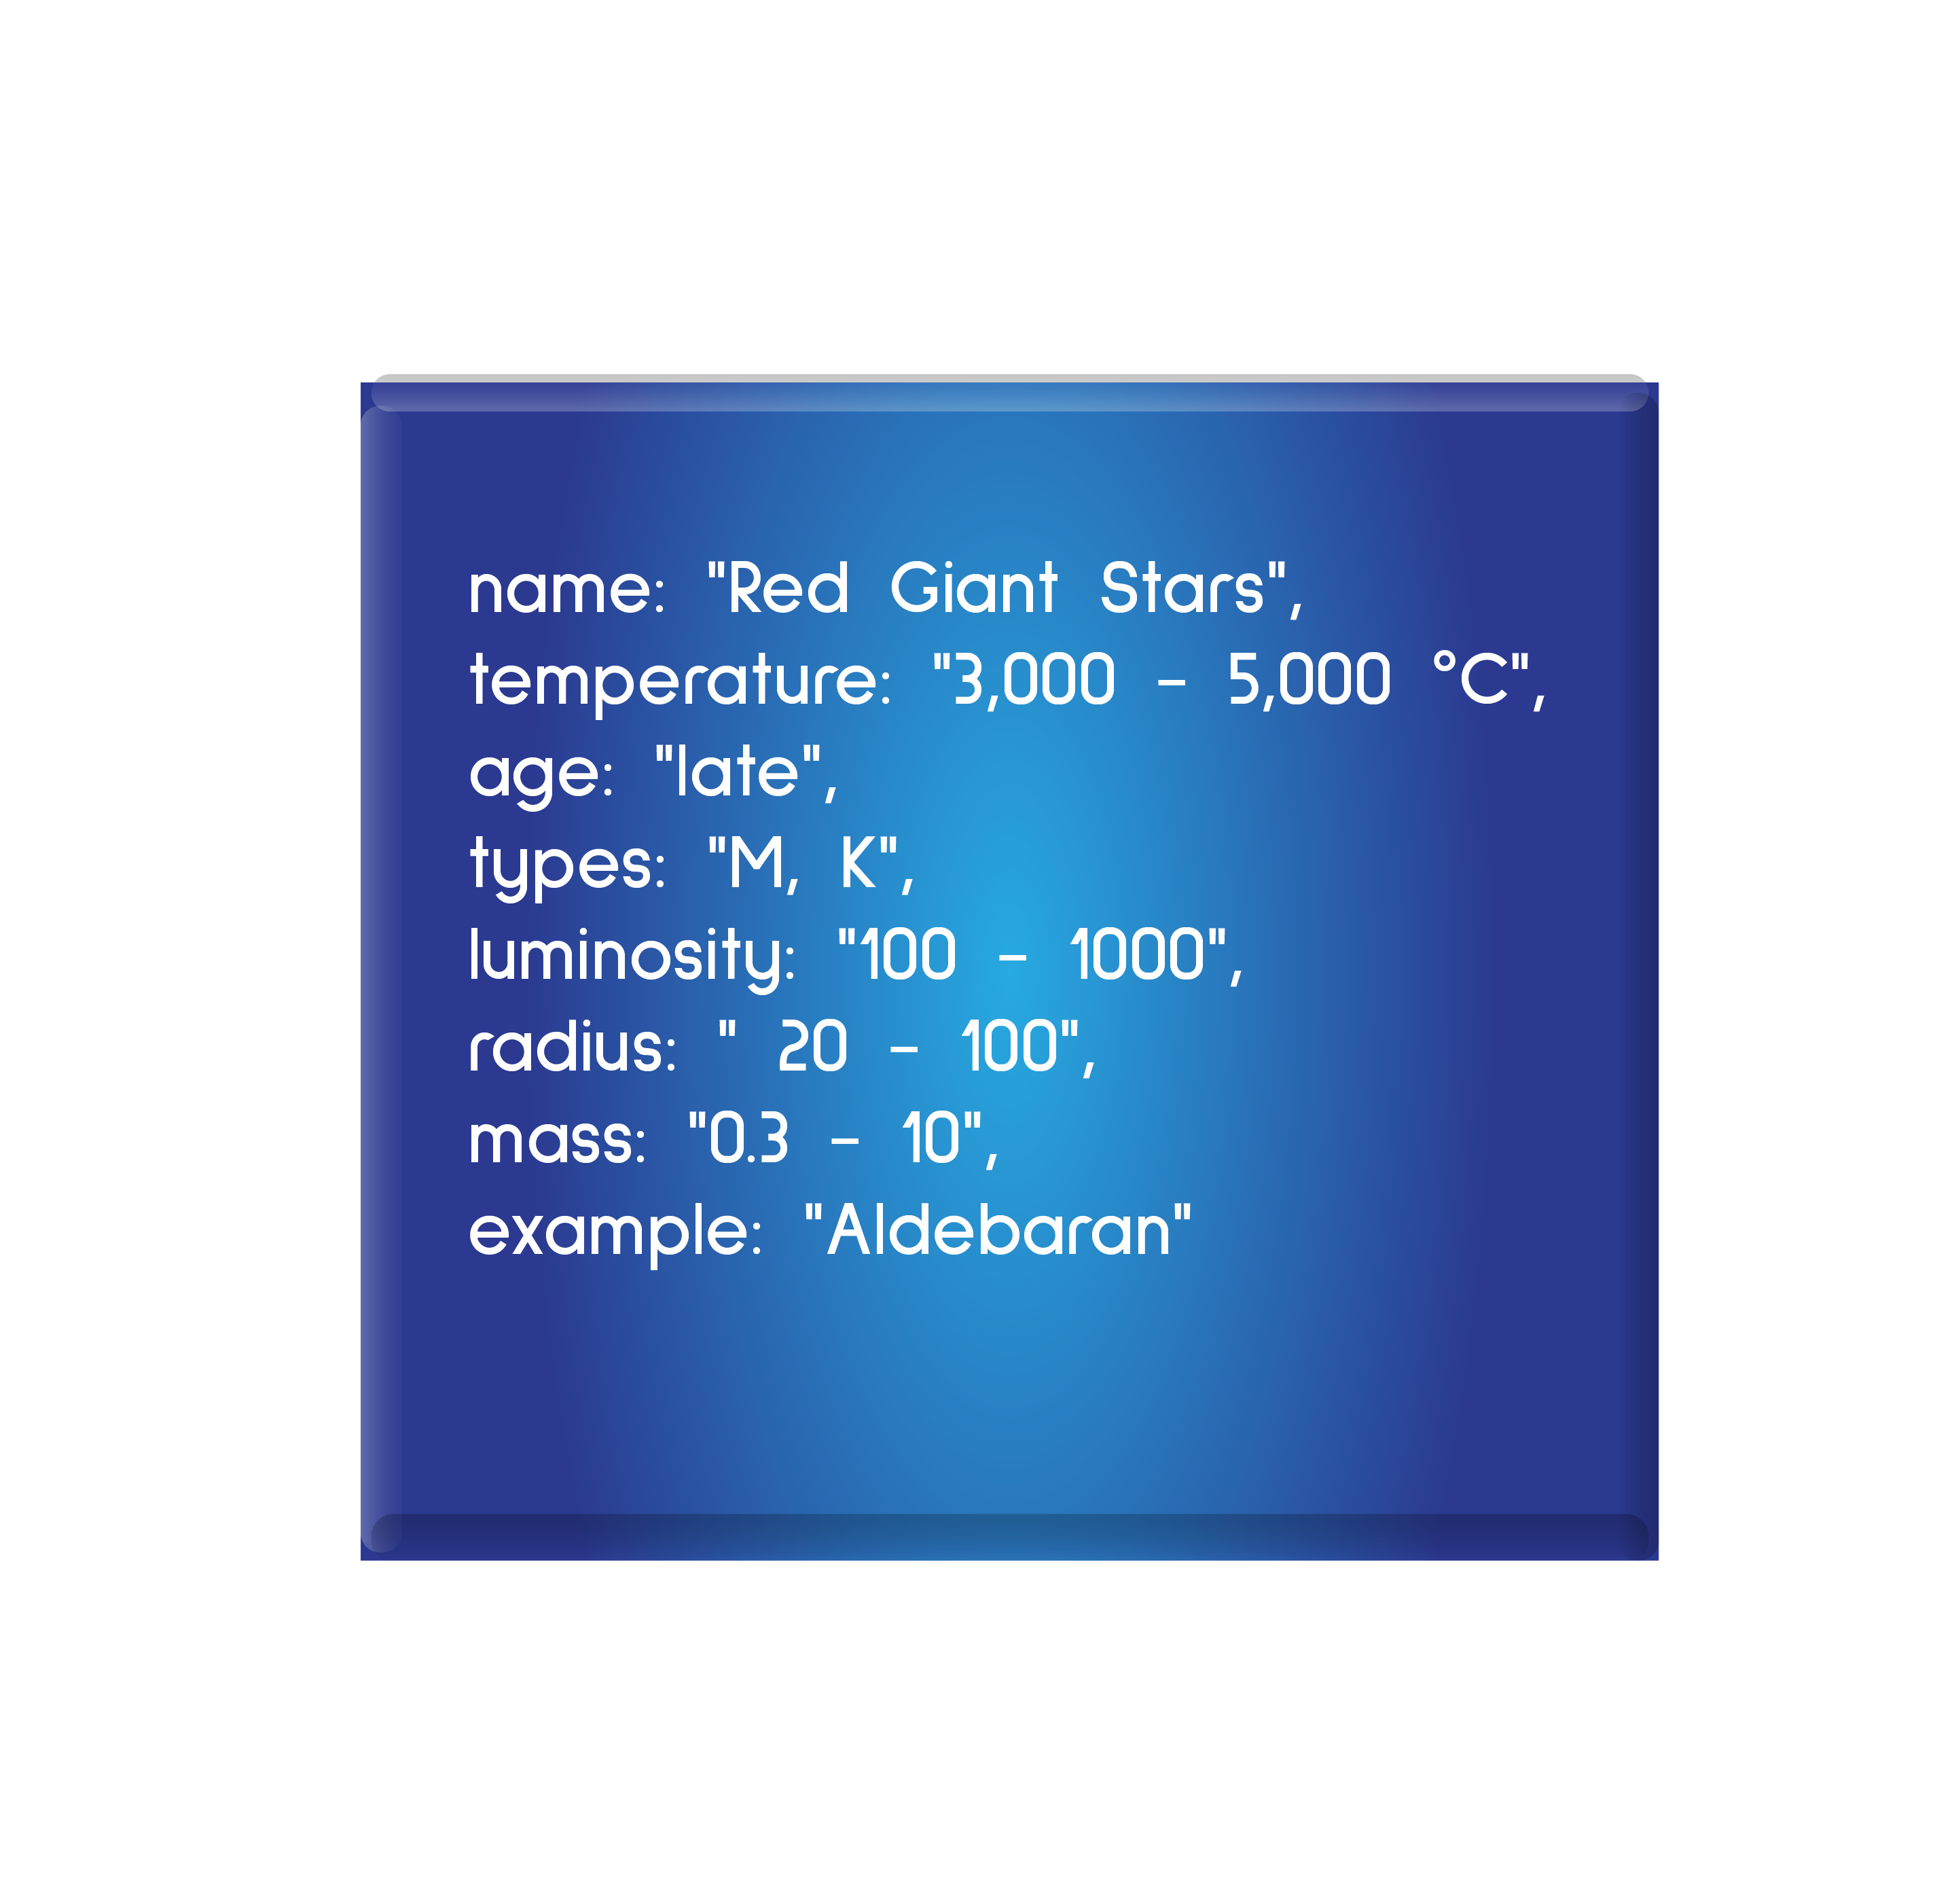 name: "Red Giant Stars",
temperature: "3,000 - 5,000 °C",
age: "late",
types: "M, K",
luminosity: "100 - 1000",
radius: " 20 - 100",
mass: "0.3 - 10",
example: "Aldebaran"